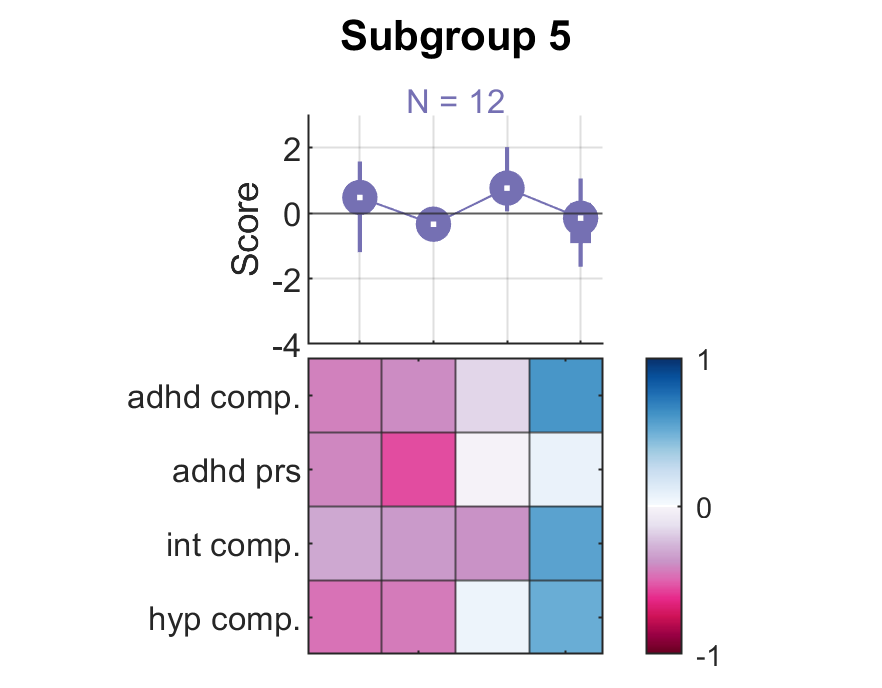 Subgroup 5
N = 12
Score
2
0
-2
-4
adhd comp.
adhd prs
int comp.
hyp comp.
1
0
-1